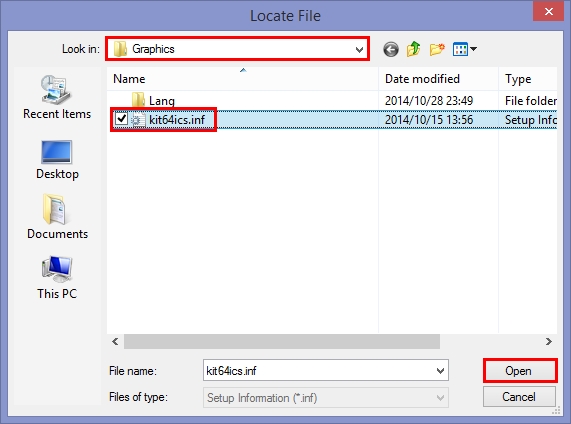 Locate File
Look in: Graphics
Name Date modified Type
Lang 2014/10/28 23:49 File folder
kit64ics.inf 2014/10/15 13:56 Setup Info
Recent Items
Desktop
Documents
This PC
File name: kit64ics.inf Open
Files of type: Setup Information (*.inf) Cancel